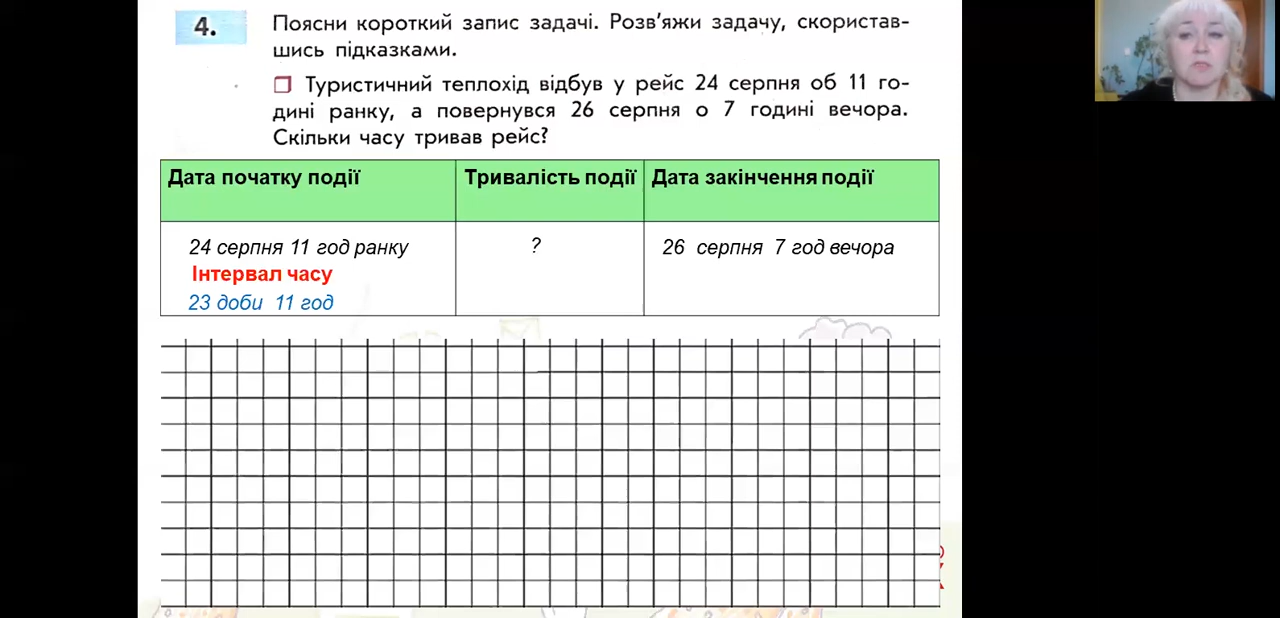 4.
Поясни короткий запис задачі. Розв’яжи задачу, скористав-
шись підказками.
❒ Туристичний теплохід відбув у рейс 24 серпня об 11 го-
дині ранку, а повернувся 26 серпня о 7 годині вечора.
Скільки часу тривав рейс?
Дата початку події Тривалість події Дата закінчення події
24 серпня 11 год ранку ? 26 серпня 7 год вечора
Інтервал часу
23 доби 11 год